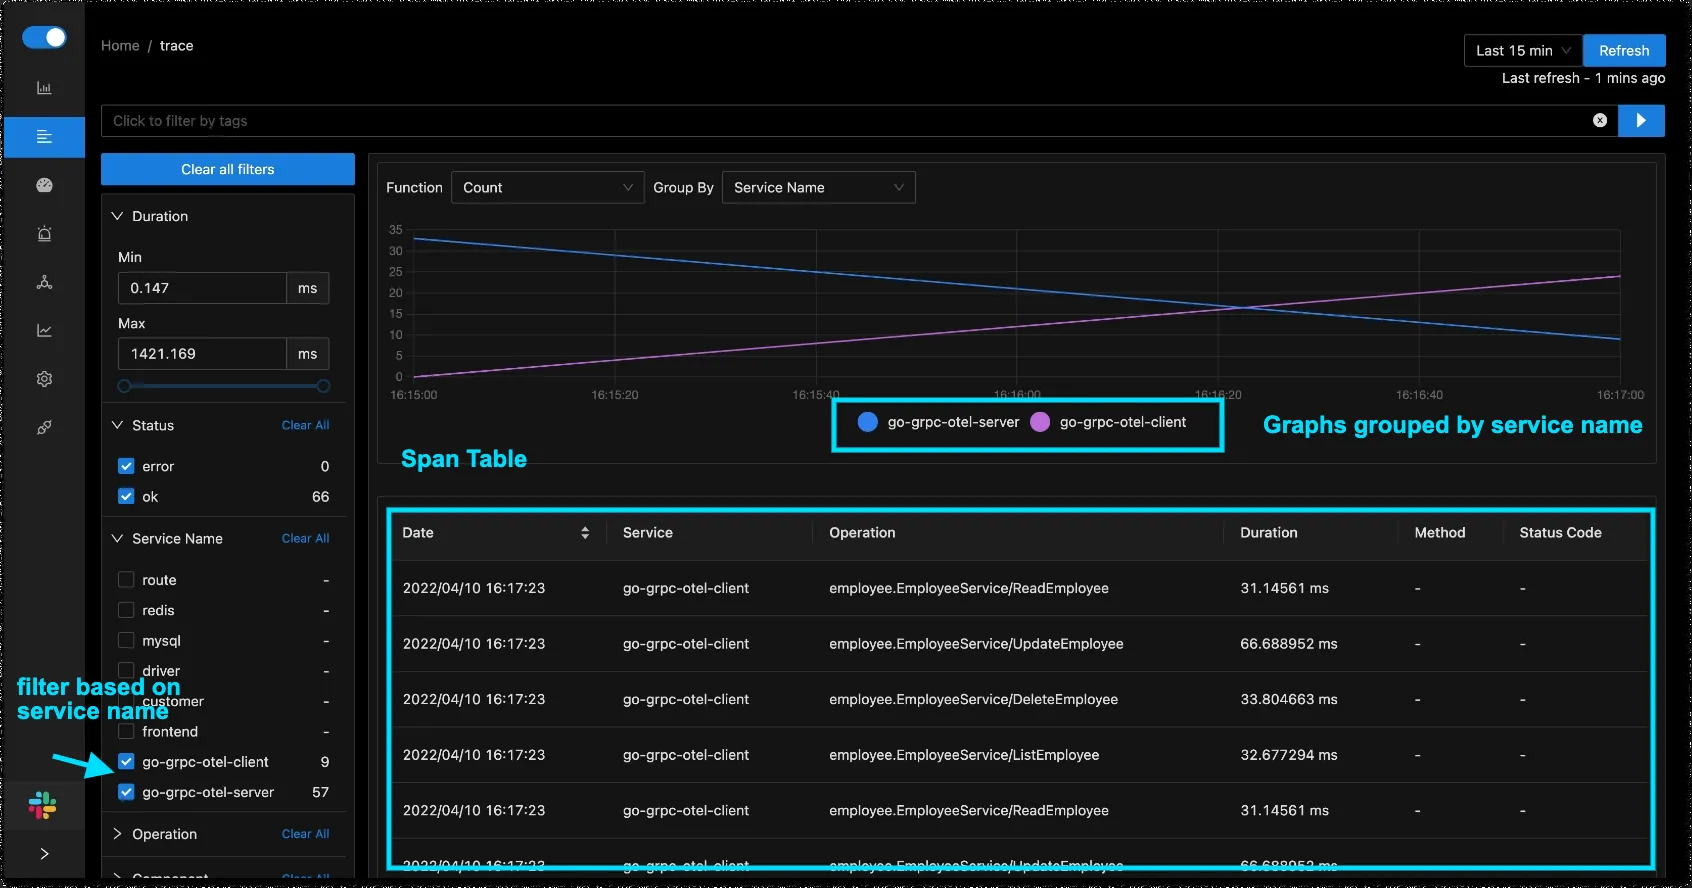 Home / trace
Last 15 min
Refresh
Last refresh - 1 mins ago
Click to filter by tags
Clear all filters
Duration
Min
0.147 ms
Max
1421.169 ms
Status Clear All
error 0
ok 66
Service Name Clear All
route -
redis -
mysql -
driver -
customer -
frontend -
go-grpc-otel-client 9
go-grpc-otel-server 57
Operation Clear All
Component Clear All
filter based on
service name
Function Count Group By Service Name
35
30
25
20
15
10
5
0
16:15:00 16:15:20 16:15:40 16:16:00 16:16:20 16:16:40 16:17:00
go-grpc-otel-server go-grpc-otel-client
Graphs grouped by service name
Span Table
Date Service Operation Duration Method Status Code
2022/04/10 16:17:23 go-grpc-otel-client employee.EmployeeService/ReadEmployee 31.14561 ms - -
2022/04/10 16:17:23 go-grpc-otel-client employee.EmployeeService/UpdateEmployee 66.688952 ms - -
2022/04/10 16:17:23 go-grpc-otel-client employee.EmployeeService/DeleteEmployee 33.804663 ms - -
2022/04/10 16:17:23 go-grpc-otel-client employee.EmployeeService/ListEmployee 32.677294 ms - -
2022/04/10 16:17:23 go-grpc-otel-client employee.EmployeeService/ReadEmployee 31.14561 ms - -
2022/04/10 16:17:23 go-grpc-otel-client employee.EmployeeService/UpdateEmployee 66.688952 ms - -